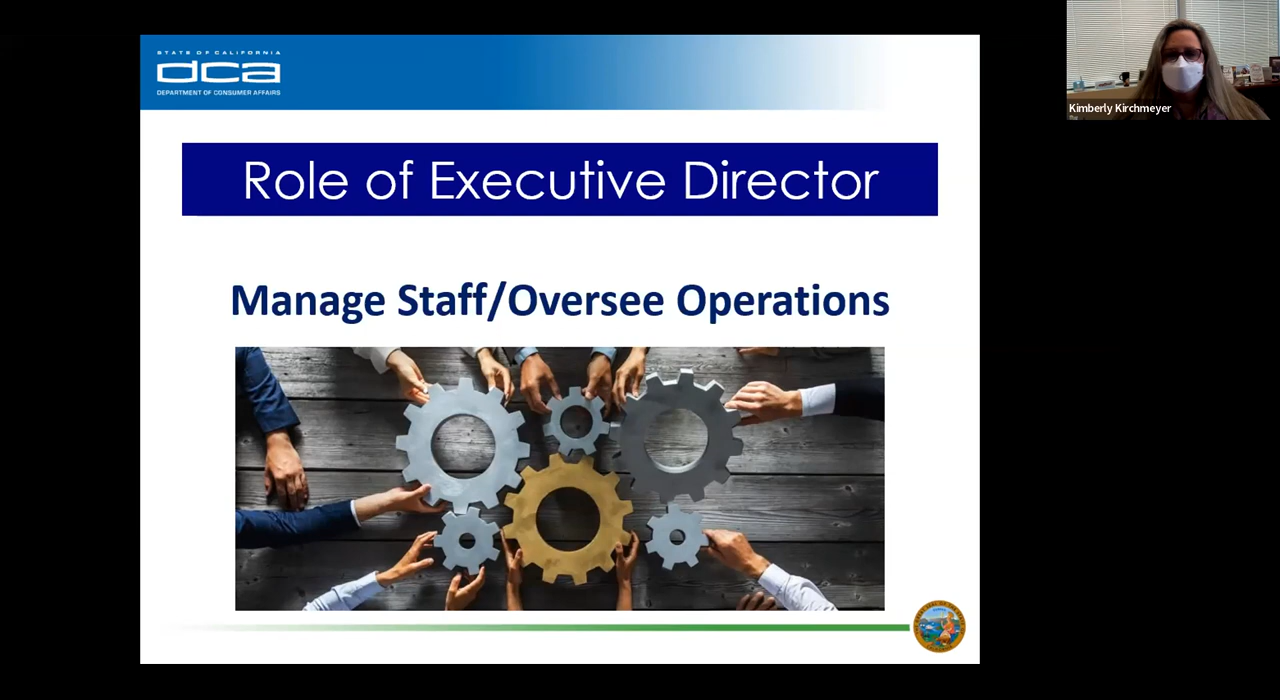 STATE OF CALIFORNIA
dca
DEPARTMENT OF CONSUMER AFFAIRS
Role of Executive Director
Manage Staff/Oversee Operations
Kimberly Kirchmeyer